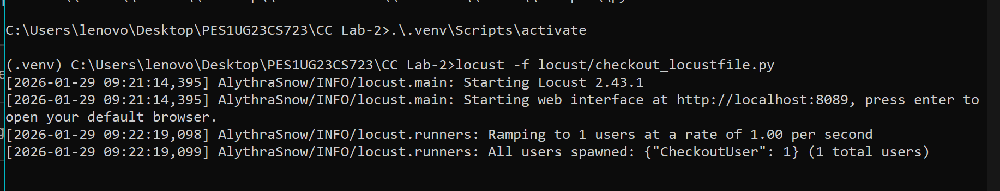 C:\Users\lenovo\Desktop\PES1UG23CS723\CC Lab-2>.\.venv\Scripts\activate
(.venv) C:\Users\lenovo\Desktop\PES1UG23CS723\CC Lab-2>locust -f locust/checkout_locustfile.py
[2026-01-29 09:21:14,395] AlythraSnow/INFO/locust.main: Starting Locust 2.43.1
[2026-01-29 09:21:14,395] AlythraSnow/INFO/locust.main: Starting web interface at http://localhost:8089, press enter to
open your default browser.
[2026-01-29 09:22:19,098] AlythraSnow/INFO/locust.runners: Ramping to 1 users at a rate of 1.00 per second
[2026-01-29 09:22:19,099] AlythraSnow/INFO/locust.runners: All users spawned: {"CheckoutUser": 1} (1 total users)